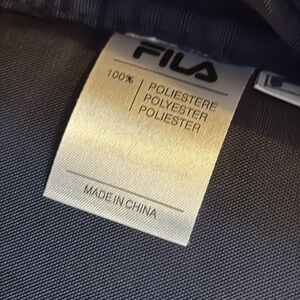 FILA
100% POLIESTERE
POLYESTER
POLIESTER
MADE IN CHINA